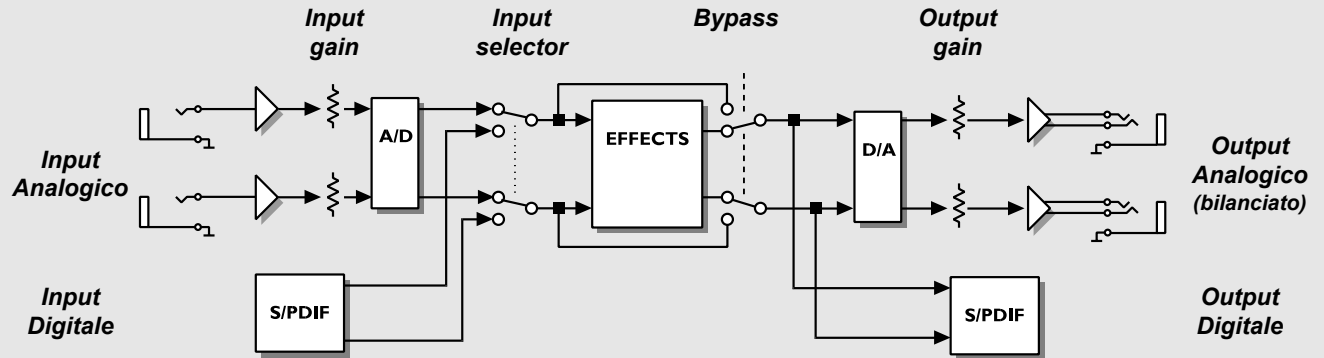 Input
gain
Input
selector
Bypass
Output
gain
A/D
EFFECTS
D/A
Input
Analogico
Output
Analogico
(bilanciato)
Input
Digitale
S/PDIF
S/PDIF
Output
Digitale